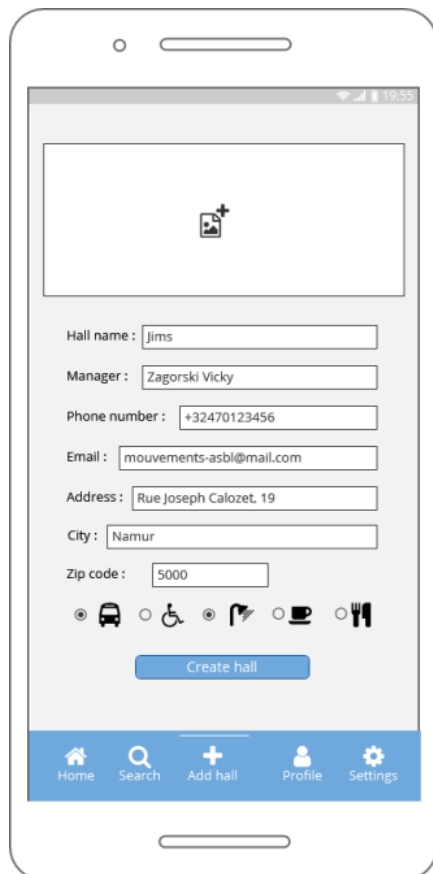 19:55
Hall name : Jims
Manager : Zagorski Vicky
Phone number : +32470123456
Email : mouvements-asbl@mail.com
Address : Rue Joseph Calozet, 19
City : Namur
Zip code : 5000
Create hall
Home Search Add hall Profile Settings